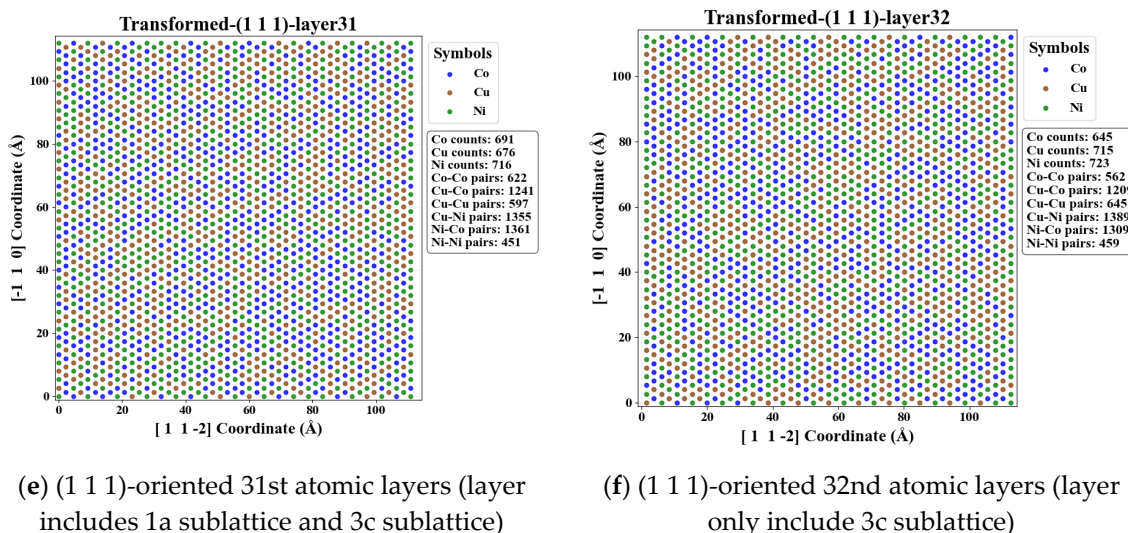 Transformed-(1 1 1)-layer31
Symbols
Co
Cu
Ni
Co counts: 691
Cu counts: 676
Ni counts: 716
Co-Co pairs: 622
Cu-Co pairs: 1241
Cu-Cu pairs: 597
Cu-Ni pairs: 1355
Ni-Co pairs: 1361
Ni-Ni pairs: 451
[-1 1 0] Coordinate (Å)
100
80
60
40
20
0
0 20 40 60 80 100
[ 1 1 -2] Coordinate (Å)
(e) (1 1 1)-oriented 31st atomic layers (layer
includes 1a sublattice and 3c sublattice)
Transformed-(1 1 1)-layer32
Symbols
Co
Cu
Ni
Co counts: 645
Cu counts: 715
Ni counts: 723
Co-Co pairs: 562
Cu-Co pairs: 1209
Cu-Cu pairs: 645
Cu-Ni pairs: 1389
Ni-Co pairs: 1309
Ni-Ni pairs: 459
[-1 1 0] Coordinate (Å)
100
80
60
40
20
0
0 20 40 60 80 100
[ 1 1 -2] Coordinate (Å)
(f) (1 1 1)-oriented 32nd atomic layers (layer
only include 3c sublattice)